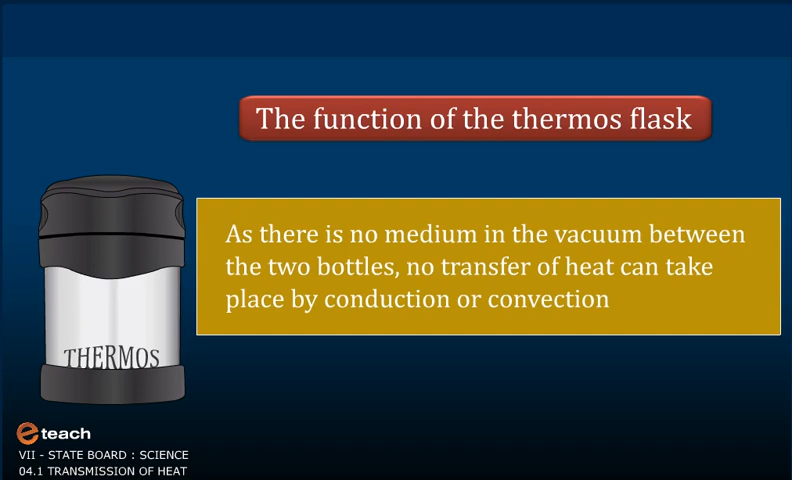 The function of the thermos flask
As there is no medium in the vacuum between
the two bottles, no transfer of heat can take
place by conduction or convection
THERMOS
e teach
VII - STATE BOARD : SCIENCE
04.1 TRANSMISSION OF HEAT